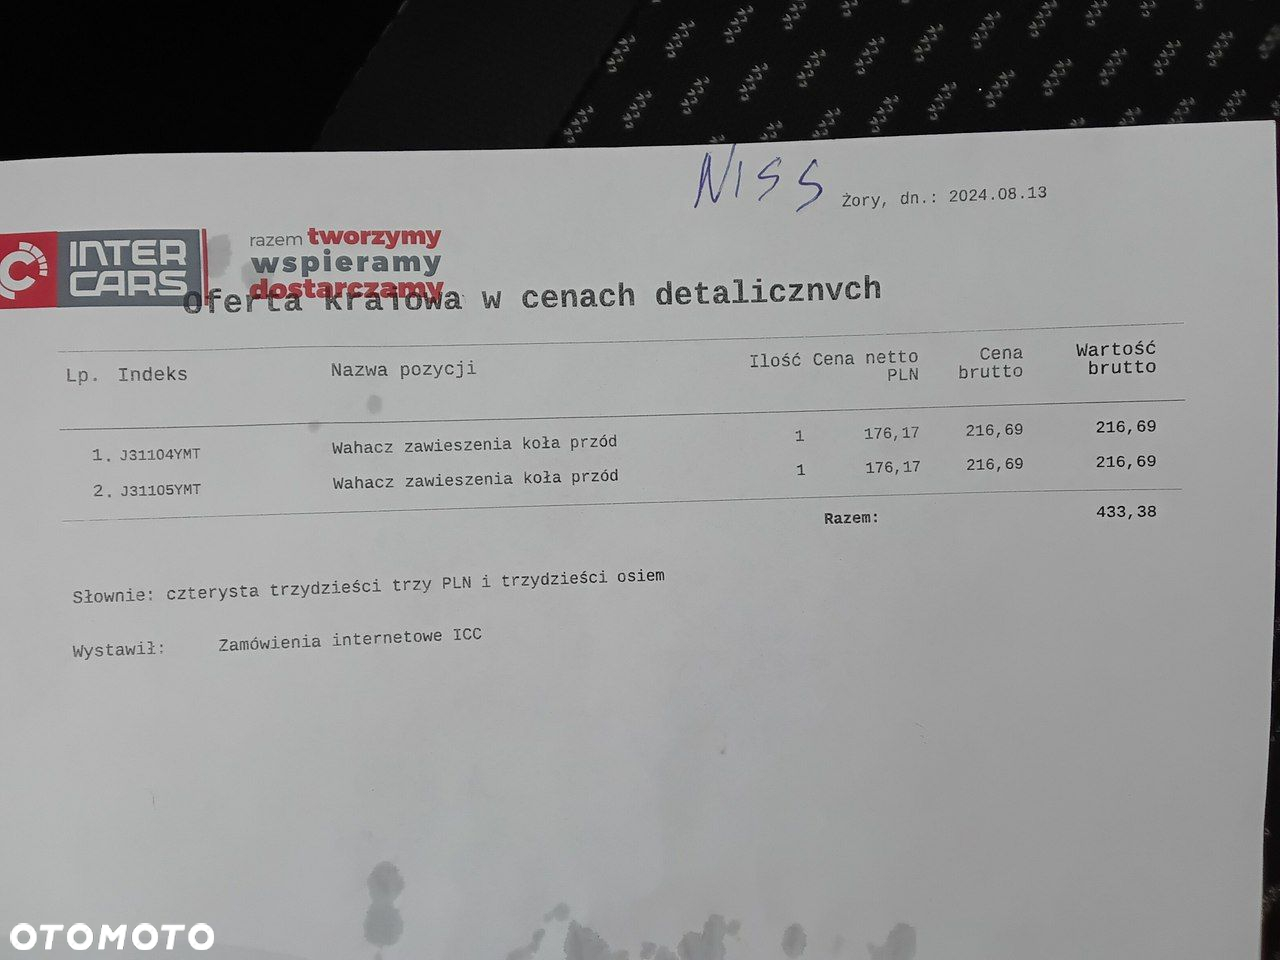 NISS
Żory, dn.: 2024.08.13
INTER CARS
razem tworzymy
wspieramy
dostarczamy
Oferta krajowa w cenach detalicznych
Lp. Indeks Nazwa pozycji Ilość Cena netto PLN Cena brutto Wartość brutto
1. J31104YMT Wahacz zawieszenia koła przód 1 176,17 216,69 216,69
2. J31105YMT Wahacz zawieszenia koła przód 1 176,17 216,69 216,69
Razem: 433,38
Słownie: czterysta trzydzieści trzy PLN i trzydzieści osiem
Wystawił: Zamówienia internetowe ICC
OTOMOTO